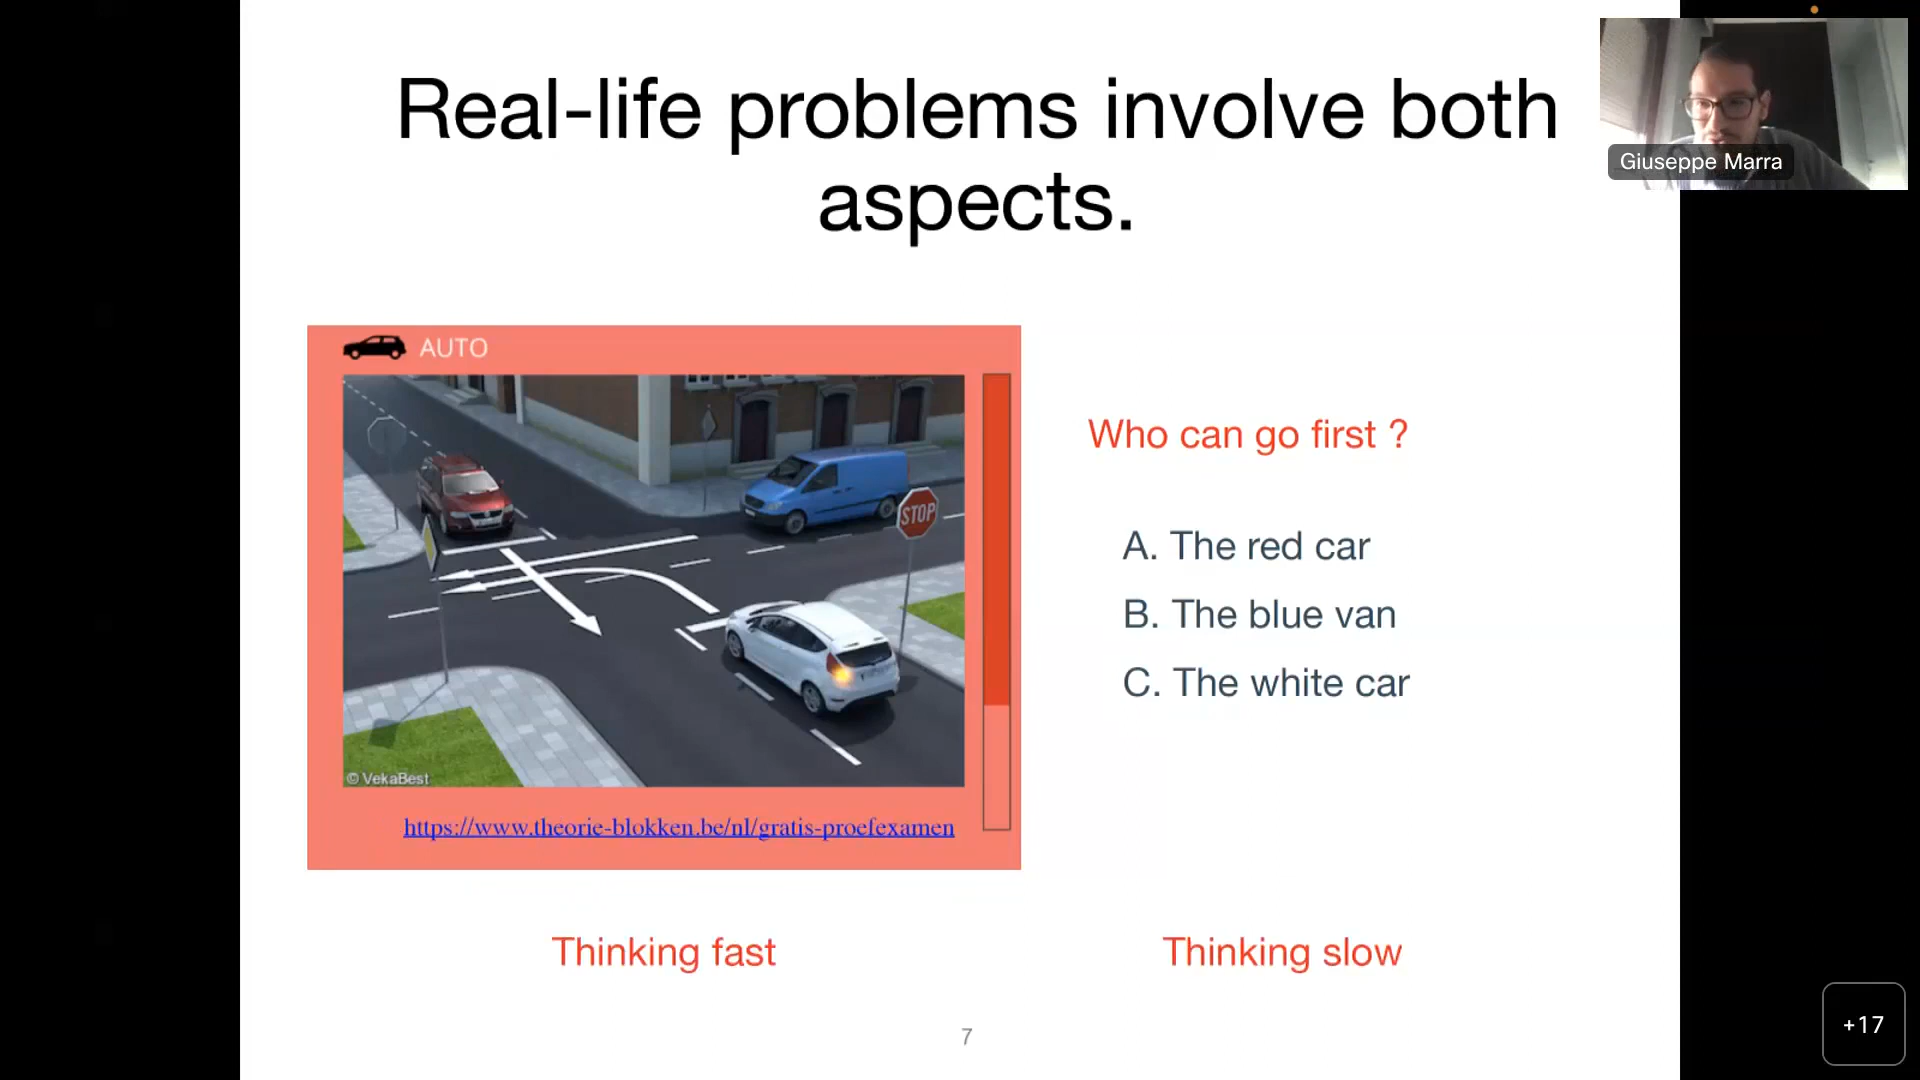 Real-life problems involve both
aspects.
Giuseppe Marra
AUTO
STOP
© VekaBest
https://www.theorie-blokken.be/nl/gratis-proefexamen
Who can go first ?
A. The red car
B. The blue van
C. The white car
Thinking fast
Thinking slow
7
+17